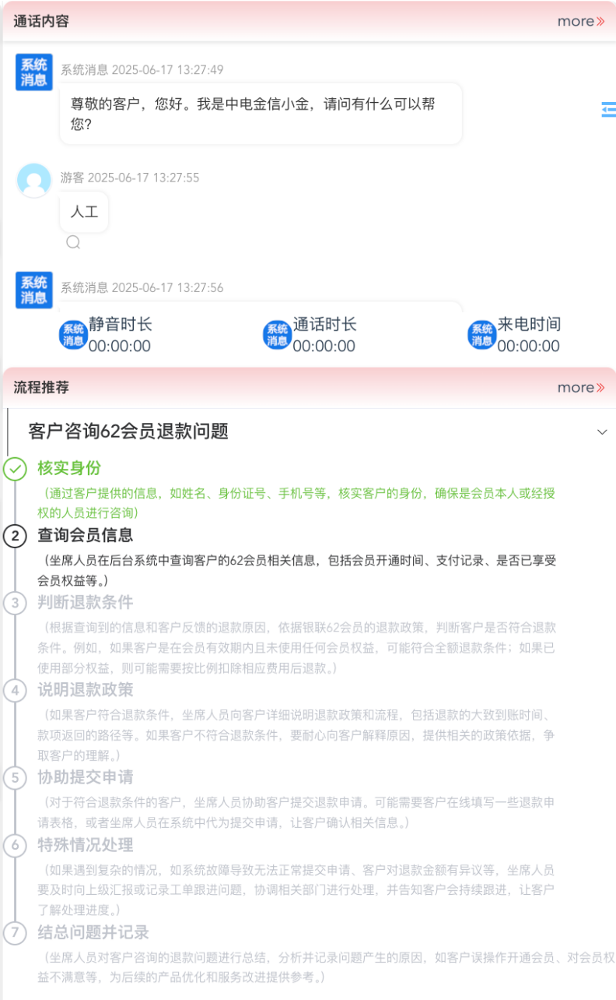 通话内容
more
系统消息
系统消息 2025-06-17 13:27:49
尊敬的客户，您好。我是中电金信小金，请问有什么可以帮
您？
游客 2025-06-17 13:27:55
人工
系统消息
系统消息 2025-06-17 13:27:56
系统消息 静音时长 00:00:00
系统消息 通话时长 00:00:00
系统消息 来电时间 00:00:00
流程推荐
more
客户咨询62会员退款问题
核实身份
（通过客户提供的信息，如姓名、身份证号、手机号等，核实客户的身份，确保是会员本人或经授
权的人员进行咨询）
2 查询会员信息
（坐席人员在后台系统中查询客户的62会员相关信息，包括会员开通时间、支付记录、是否已享受
会员权益等。）
3 判断退款条件
（根据查询到的信息和客户反馈的退款原因，依据银联62会员的退款政策，判断客户是否符合退款
条件。例如，如果客户是在会员有效期内且未使用任何会员权益，可能符合全额退款条件；如果已
使用部分权益，则可能需要按比例扣除相应费用后退款。）
4 说明退款政策
（如果客户符合退款条件，坐席人员向客户详细说明退款政策和流程，包括退款的大致到账时间、
款项返回的路径等。如果客户不符合退款条件，要耐心向客户解释原因，提供相关的政策依据，争
取客户的理解。）
5 协助提交申请
（对于符合退款条件的客户，坐席人员协助客户提交退款申请。可能需要客户在线填写一些退款申
请表格，或者坐席人员在系统中代为提交申请，让客户确认相关信息。）
6 特殊情况处理
（如果遇到复杂的情况，如系统故障导致无法正常提交申请、客户对退款金额有异议等，坐席人员
要及时向上级汇报或记录工单跟进问题，协调相关部门进行处理，并告知客户会持续跟进，让客户
了解处理进度。）
7 结总问题并记录
（坐席人员对客户咨询的退款问题进行总结，分析并记录问题产生的原因，如客户误操作开通会员、对会员权
益不满意等，为后续的产品优化和服务改进提供参考。）